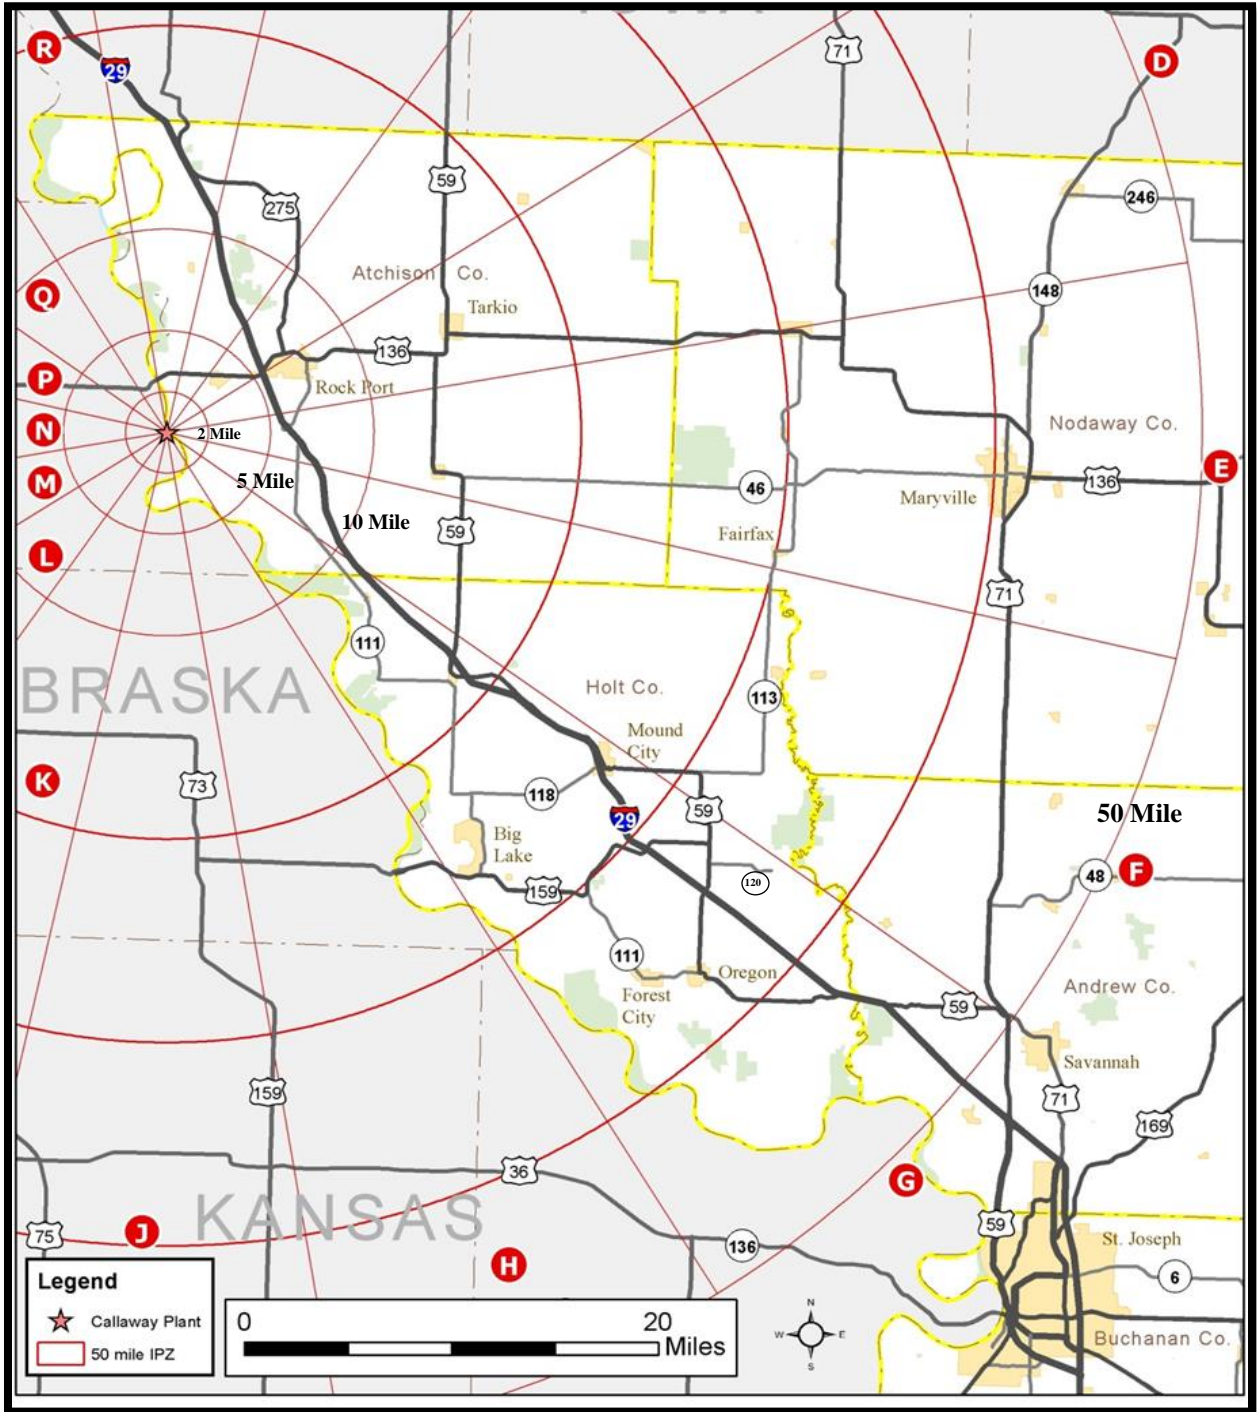 R
29
71
D
59
246
275
Atchison Co.
148
Q
Tarkio
136
P
Rock Port
N
2 Mile
Nodaway Co.
E
M
5 Mile
46
136
Maryville
10 Mile
59
Fairfax
L
71
111
BRASKA
Holt Co.
113
Mound
City
K
73
118
59
29
50 Mile
Big
Lake
48
F
159
120
111
Oregon
Forest
City
Andrew Co.
59
Savannah
159
71
169
36
G
KANSAS
75
J
59
H
136
St. Joseph
6
Legend
Callaway Plant
50 mile IPZ
0
20
Miles
N
W
E
S
Buchanan Co.